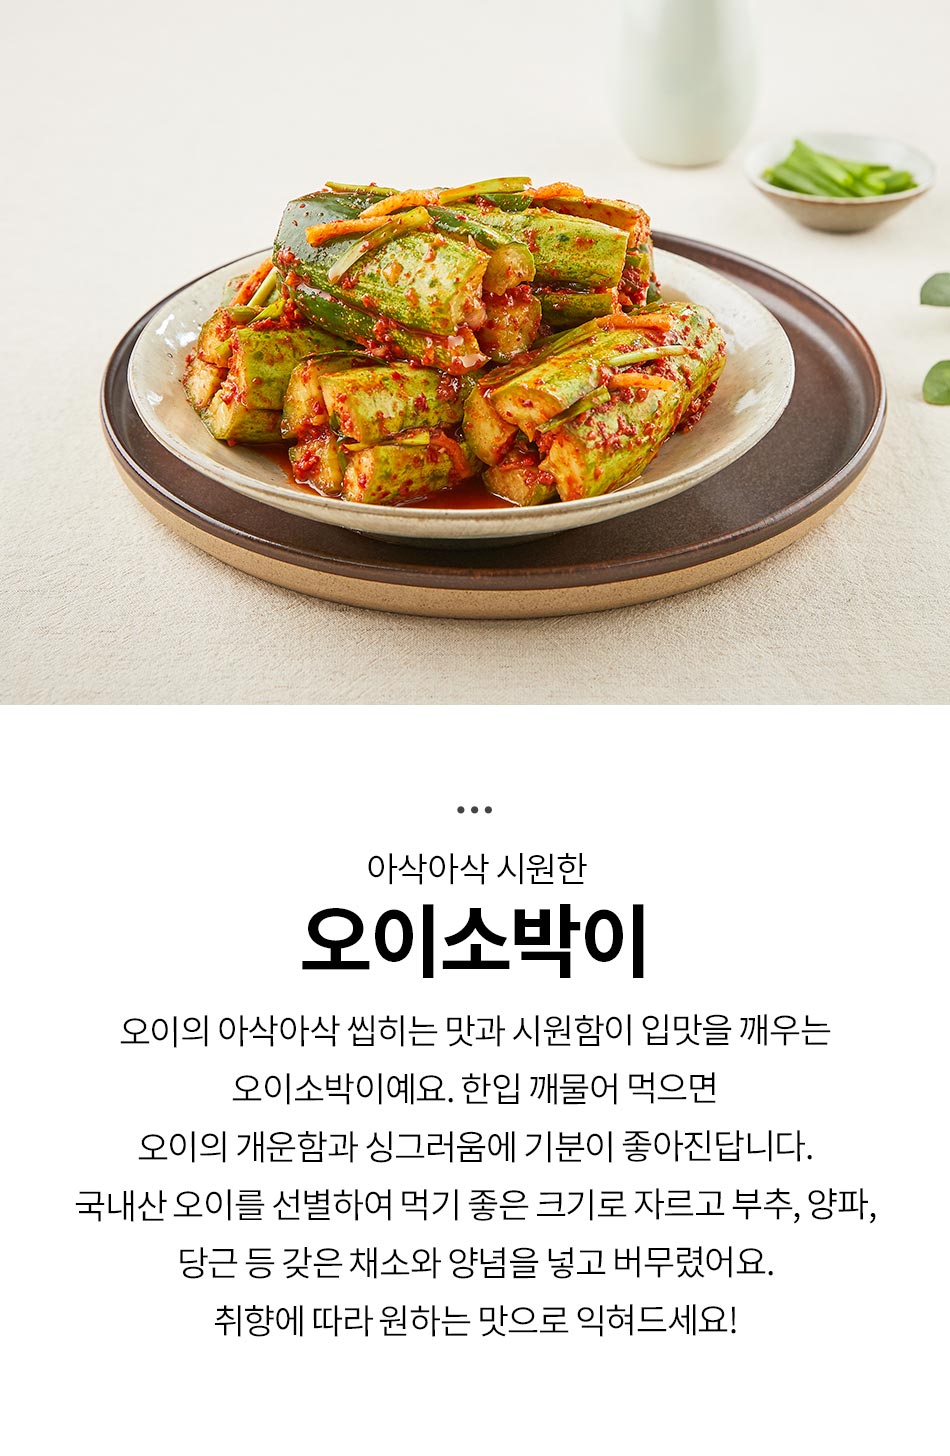 아삭아삭 시원한
오이소박이
오이의 아삭아삭 씹히는 맛과 시원함이 입맛을 깨우는
오이소박이예요. 한입 깨물어 먹으면
오이의 개운함과 싱그러움에 기분이 좋아진답니다.
국내산 오이를 선별하여 먹기 좋은 크기로 자르고 부추, 양파,
당근 등 갖은 채소와 양념을 넣고 버무렸어요.
취향에 따라 원하는 맛으로 익혀드세요!